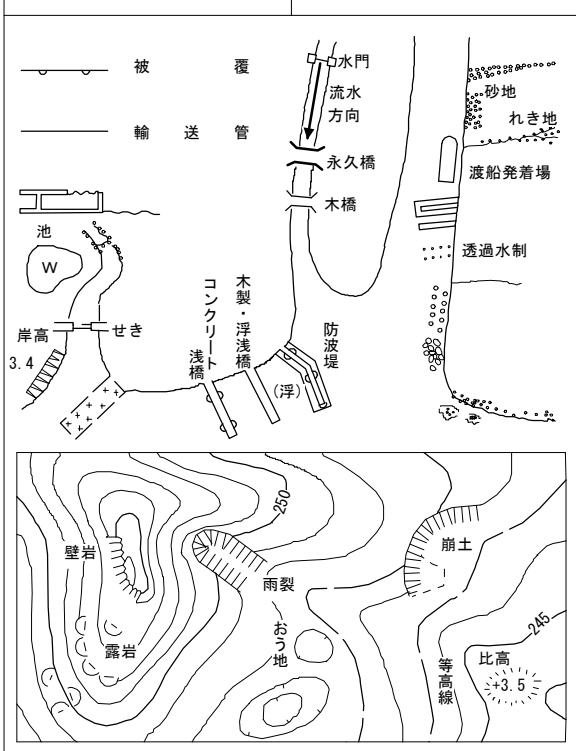 被覆
輸送管
水門
流水
方向
永久橋
木橋
砂地
れき地
渡船発着場
透過水制
池
W
岸高
3.4
せき
コンクリート
浅橋
木製・浮浅橋
(浮)
防波堤
250
壁岩
露岩
雨裂
おう地
崩土
等高線
245
比高
+3.5